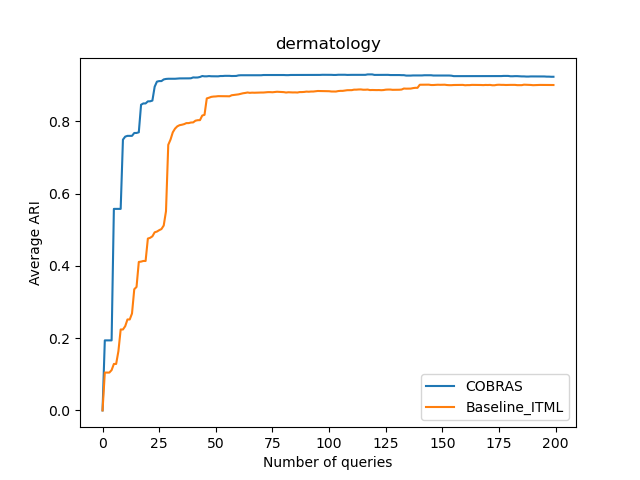 dermatology
Average ARI
0.8
0.6
0.4
0.2
0.0
0 25 50 75 100 125 150 175 200
Number of queries
COBRAS
Baseline_ITML